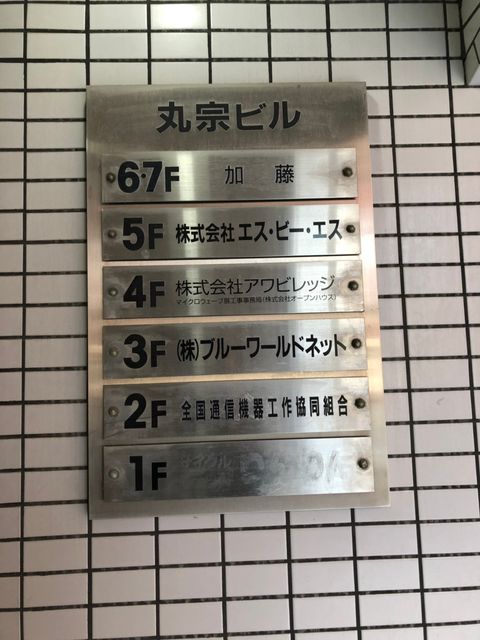 丸宗ビル
6・7F 加 藤
5F 株式会社 エス・ビー・エス
4F 株式会社アワビレッジ
マイクロウェーブ展工事事務局(株式会社オープンハウス)
3F (株)ブルーワールドネット
2F 全国通信機器工作協同組合
1F